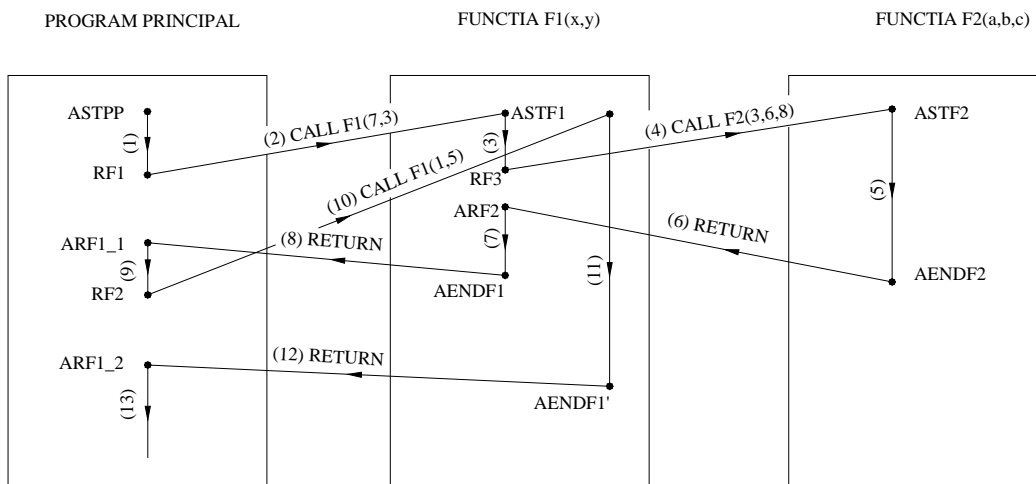 PROGRAM PRINCIPAL
FUNCTIA F1(x,y)
FUNCTIA F2(a,b,c)
ASTPP
(1)
RF1
(2) CALL F1(7,3)
ASTF1
(3)
RF3
(4) CALL F2(3,6,8)
ASTF2
(5)
(10) CALL F1(1,5)
ARF2
(6) RETURN
(7)
ARF1_1
(8) RETURN
(9)
RF2
AENDF1
(11)
AENDF2
ARF1_2
(12) RETURN
AENDF1'
(13)